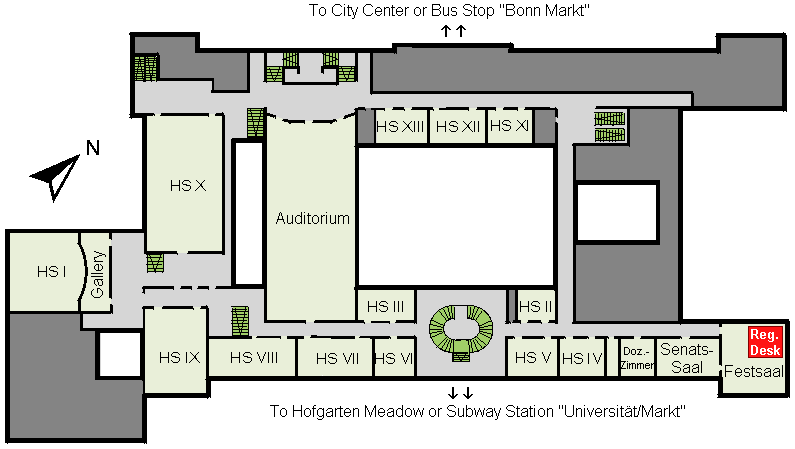 To City Center or Bus Stop "Bonn Markt"
↑↑
N
HS XIII
HS XII
HS XI
HS X
Auditorium
HS I
Gallery
HS III
HS II
HS IX
HS VIII
HS VII
HS VI
HS V
HS IV
Doz.-
Zimmer
Senats-
Saal
Reg.
Desk
Festsaal
↓↓
To Hofgarten Meadow or Subway Station "Universität/Markt"